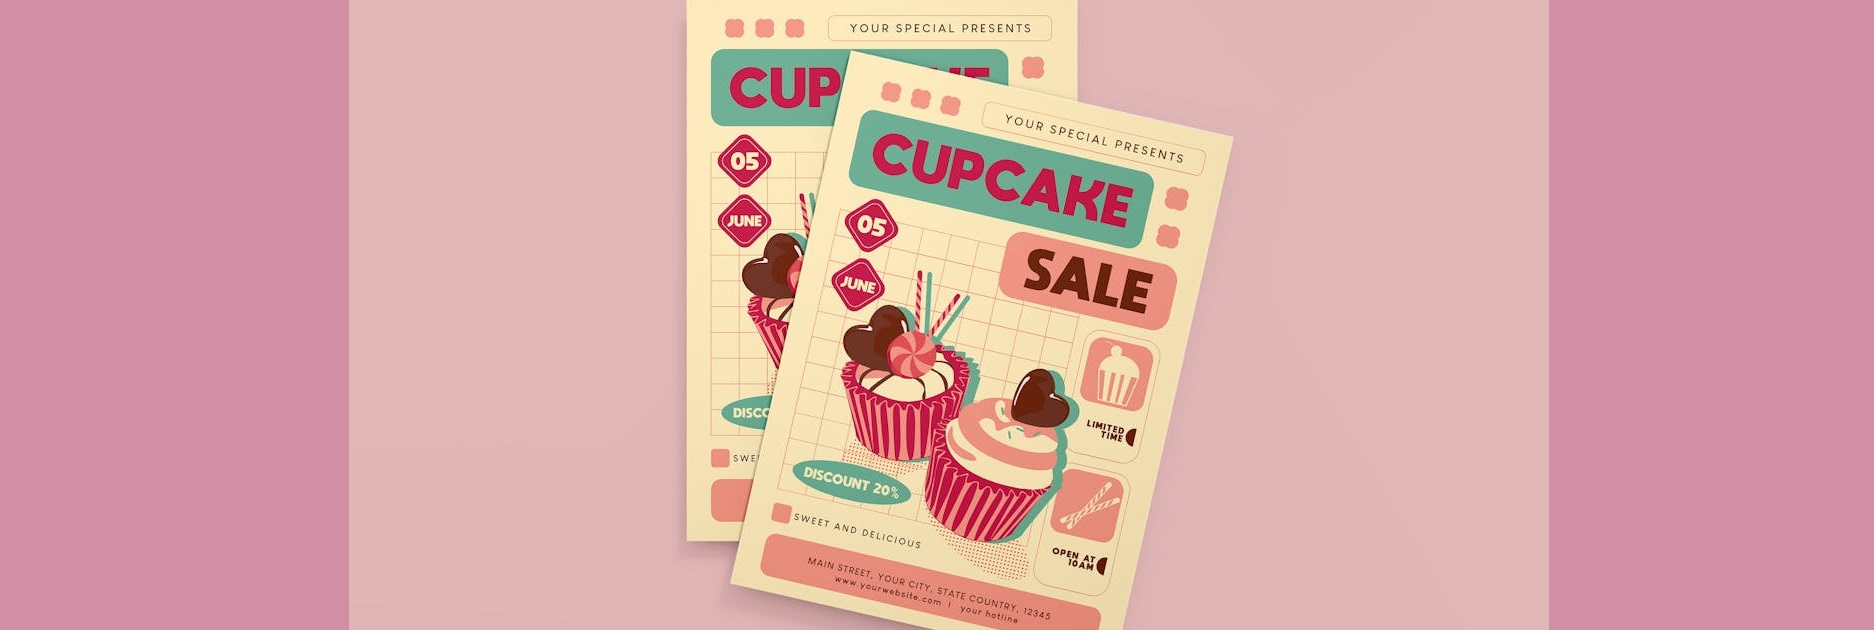 YOUR SPECIAL PRESENTS
CUP
05
JUNE
DISCO
SWE
YOUR SPECIAL PRESENTS
CUPCAKE
SALE
05
JUNE
LIMITED
TIME
DISCOUNT 20%
OPEN AT
10AM
SWEET AND DELICIOUS
MAIN STREET, YOUR CITY, STATE COUNTRY, 12345
www.yourwebsite.com | your hotline